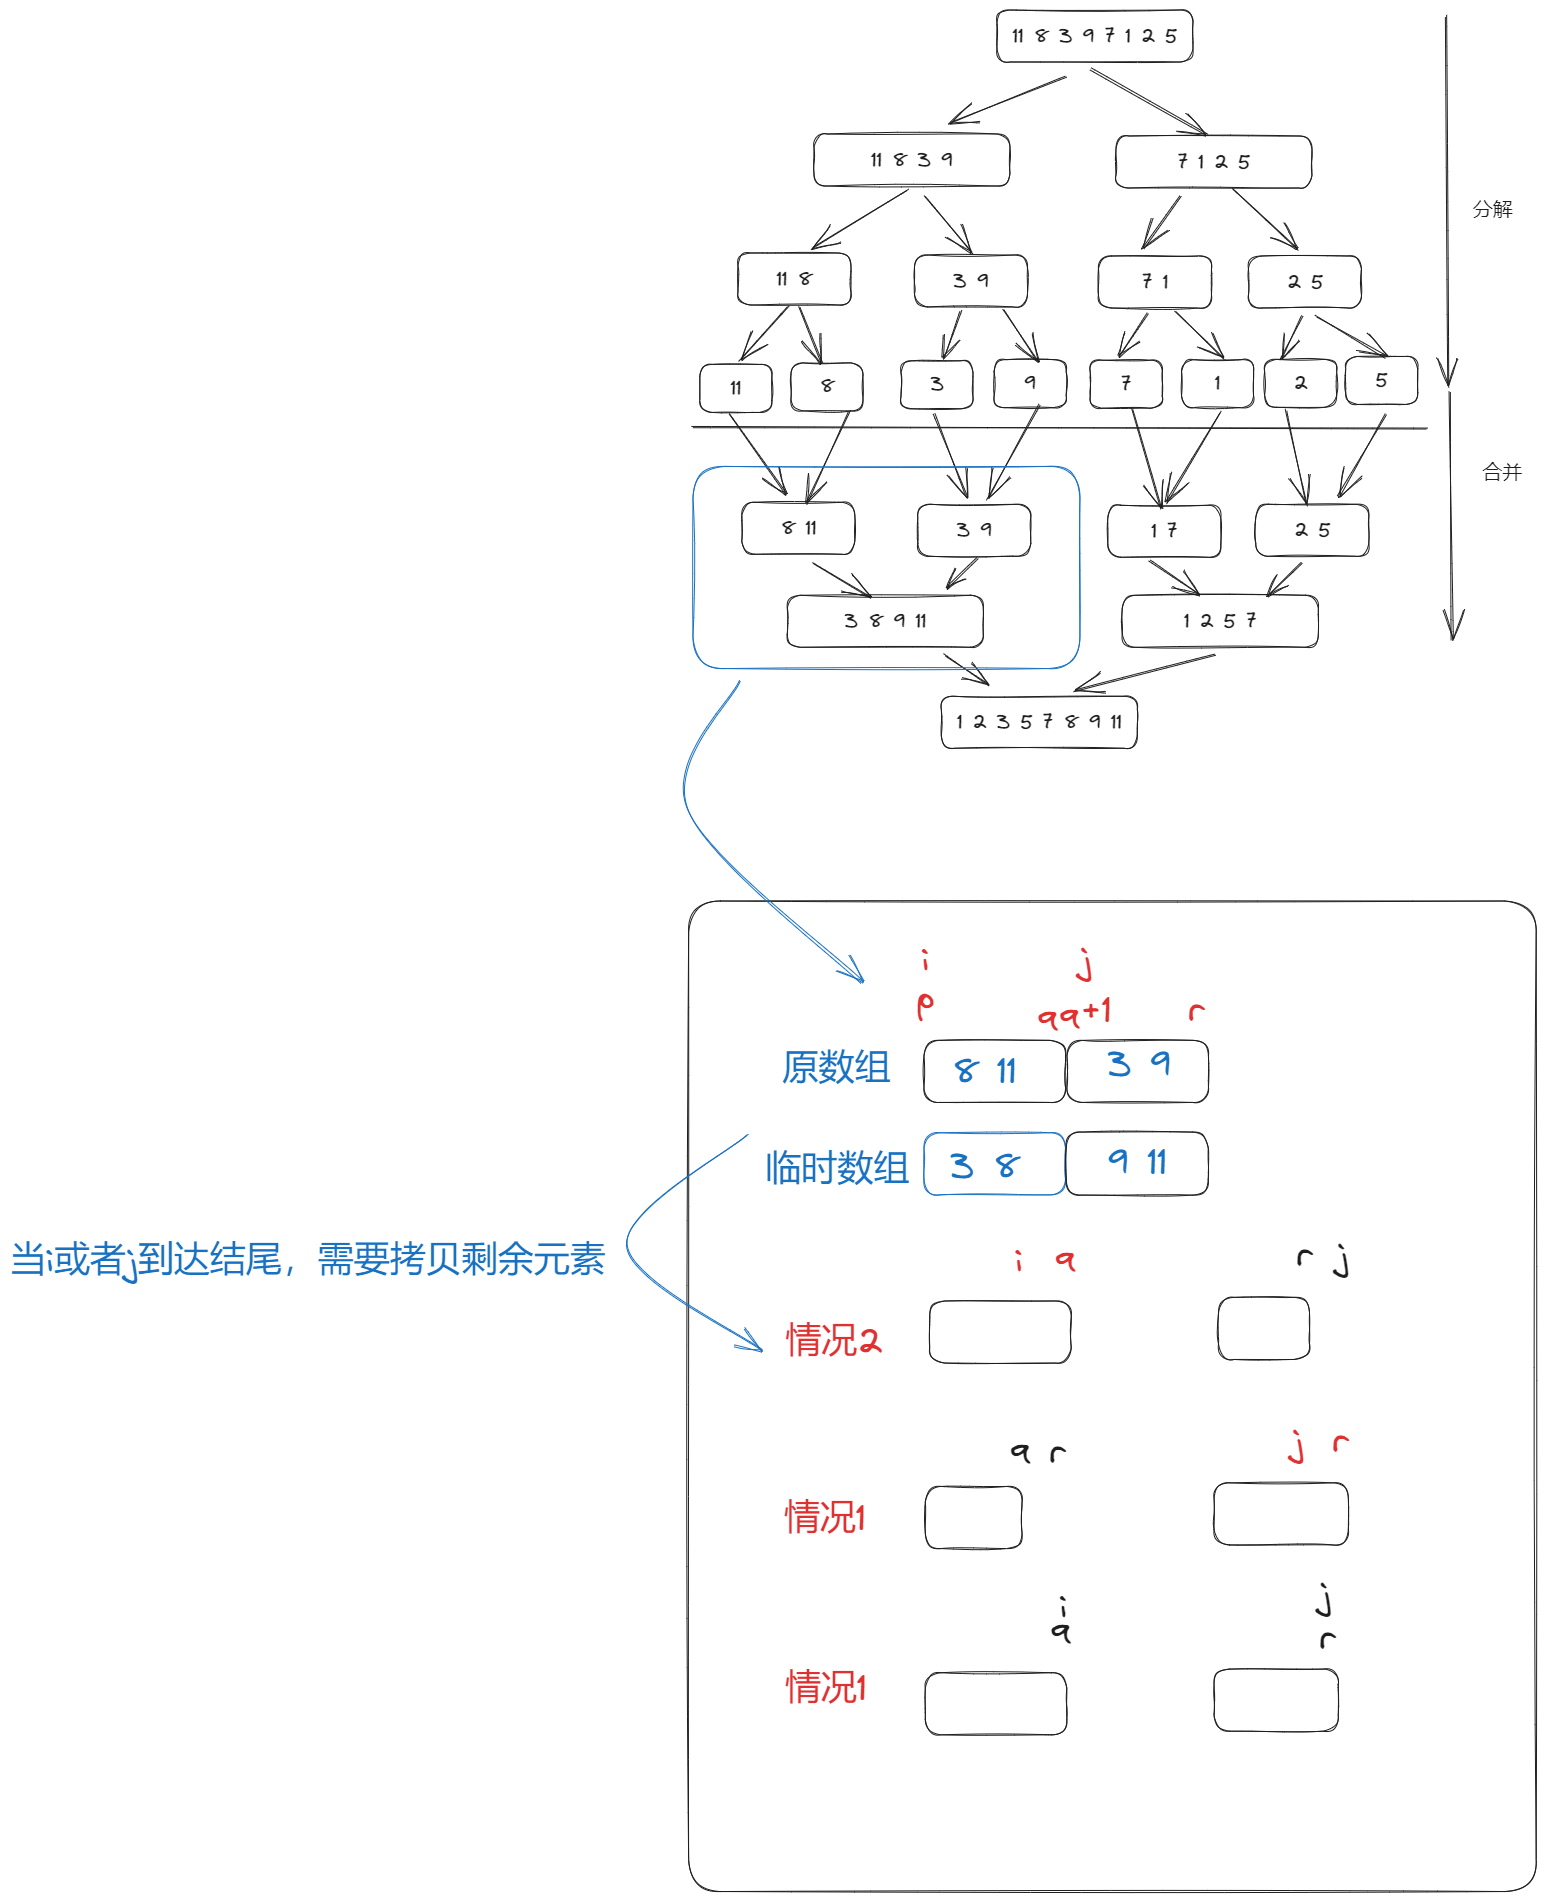 11 8 3 9 7 1 2 5
11 8 3 9
7 1 2 5
分解
11 8
3 9
7 1
2 5
11
8
3
9
7
1
2
5
合并
8 11
3 9
1 7
2 5
3 8 9 11
1 2 5 7
1 2 3 5 7 8 9 11
i
j
p
qq+1
r
原数组
8 11
3 9
临时数组
3 8
9 11
当i或者j到达结尾，需要拷贝剩余元素
i q
r j
情况2
q r
j r
情况1
i
j
q
r
情况1